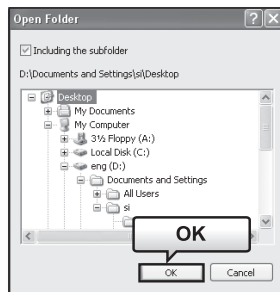 Open Folder
Including the subfolder
D:\Documents and Settings\si\Desktop
Desktop
My Documents
My Computer
3½ Floppy (A:)
Local Disk (C:)
eng (D:)
Documents and Settings
All Users
si
OK
OK
Cancel